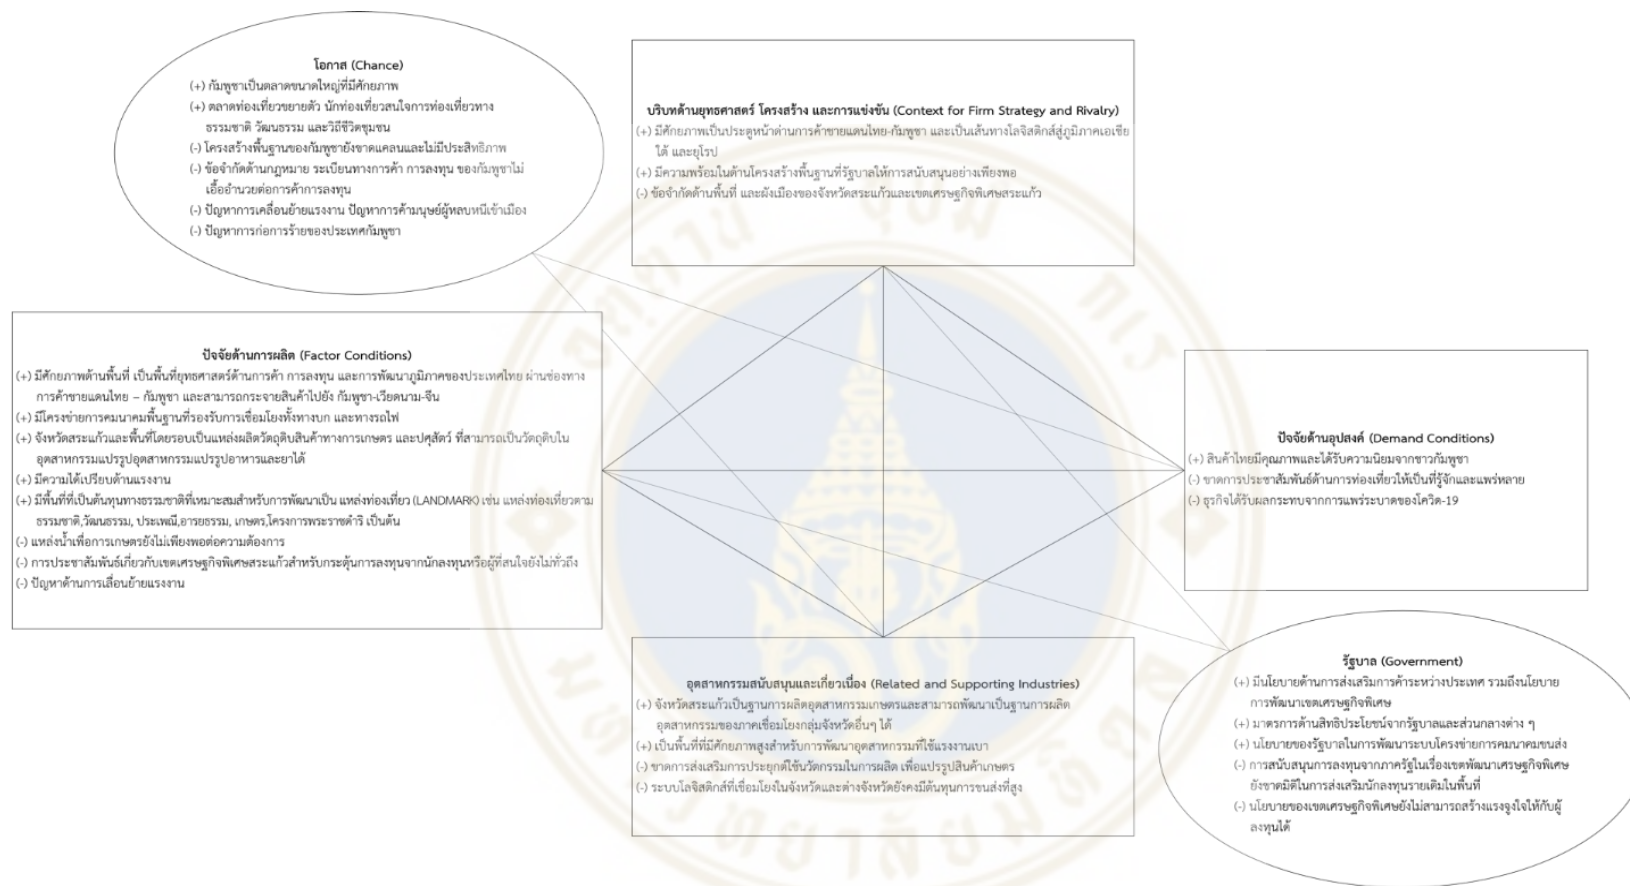 โอกาส (Chance)
(+) กัมพูชาเป็นตลาดขนาดใหญ่ที่มีศักยภาพ
(+) ตลาดท่องเที่ยวขยายตัว นักท่องเที่ยวสนใจการท่องเที่ยวทาง
ธรรมชาติ วัฒนธรรม และวิถีชีวิตชุมชน
(-) โครงสร้างพื้นฐานของกัมพูชายังขาดแคลนและไม่มีประสิทธิภาพ
(-) ข้อจำกัดด้านกฎหมาย ระเบียนทางการค้า การลงทุน ของกัมพูชาไม่
เอื้ออำนวยต่อการค้าการลงทุน
(-) ปัญหาการเคลื่อนย้ายแรงงาน ปัญหาการค้ามนุษย์ผู้หลบหนีเข้าเมือง
(-) ปัญหาการก่อการร้ายของประเทศกัมพูชา
บริบทด้านยุทธศาสตร์ โครงสร้าง และการแข่งขัน (Context for Firm Strategy and Rivalry)
(+) มีศักยภาพเป็นประตูหน้าด่านการค้าชายแดนไทย-กัมพูชา และเป็นเส้นทางโลจิสติกส์สู่ภูมิภาคเอเชีย
ใต้ และยุโรป
(+) มีความพร้อมในด้านโครงสร้างพื้นฐานที่รัฐบาลให้การสนับสนุนอย่างเพียงพอ
(-) ข้อจำกัดด้านพื้นที่ และผังเมืองของจังหวัดสระแก้วและเขตเศรษฐกิจพิเศษสระแก้ว
ปัจจัยด้านการผลิต (Factor Conditions)
(+) มีศักยภาพด้านพื้นที่ เป็นพื้นที่ยุทธศาสตร์ด้านการค้า การลงทุน และการพัฒนาภูมิภาคของประเทศไทย ผ่านช่องทาง
การค้าชายแดนไทย – กัมพูชา และสามารถกระจายสินค้าไปยัง กัมพูชา-เวียดนาม-จีน
(+) มีโครงข่ายการคมนาคมพื้นฐานที่รองรับการเชื่อมโยงทั้งทางบก และทางรถไฟ
(+) จังหวัดสระแก้วและพื้นที่โดยรอบเป็นแหล่งผลิตวัตถุดิบสินค้าทางการเกษตร และปศุสัตว์ ที่สามารถเป็นวัตถุดิบใน
อุตสาหกรรมแปรรูปอุตสาหกรรมแปรรูปอาหารและยาได้
(+) มีความได้เปรียบด้านแรงงาน
(+) มีพื้นที่ที่เป็นต้นทุนทางธรรมชาติที่เหมาะสมสำหรับการพัฒนาเป็น แหล่งท่องเที่ยว (LANDMARK) เช่น แหล่งท่องเที่ยวตาม
ธรรมชาติ,วัฒนธรรม, ประเพณี,อารยธรรม, เกษตร,โครงการพระราชดำริ เป็นต้น
(-) แหล่งน้ำเพื่อการเกษตรยังไม่เพียงพอต่อความต้องการ
(-) การประชาสัมพันธ์เกี่ยวกับเขตเศรษฐกิจพิเศษสระแก้วสำหรับกระตุ้นการลงทุนจากนักลงทุนหรือผู้ที่สนใจยังไม่ทั่วถึง
(-) ปัญหาด้านการเลื่อนย้ายแรงงาน
ปัจจัยด้านอุปสงค์ (Demand Conditions)
(+) สินค้าไทยมีคุณภาพและได้รับความนิยมจากชาวกัมพูชา
(-) ขาดการประชาสัมพันธ์ด้านการท่องเที่ยวให้เป็นที่รู้จักและแพร่หลาย
(-) ธุรกิจได้รับผลกระทบจากการแพร่ระบาดของโควิด-19
อุตสาหกรรมสนับสนุนและเกี่ยวเนื่อง (Related and Supporting Industries)
(+) จังหวัดสระแก้วเป็นฐานการผลิตอุตสาหกรรมเกษตรและสามารถพัฒนาเป็นฐานการผลิต
อุตสาหกรรมของภาคเชื่อมโยงกลุ่มจังหวัดอื่นๆ ได้
(+) เป็นพื้นที่ที่มีศักยภาพสูงสำหรับการพัฒนาอุตสาหกรรมที่ใช้แรงงานเบา
(-) ขาดการส่งเสริมการประยุกต์ใช้นวัตกรรมในการผลิต เพื่อแปรรูปสินค้าเกษตร
(-) ระบบโลจิสติกส์ที่เชื่อมโยงในจังหวัดและต่างจังหวัดยังคงมีต้นทุนการขนส่งที่สูง
รัฐบาล (Government)
(+) มีนโยบายด้านการส่งเสริมการค้าระหว่างประเทศ รวมถึงนโยบาย
การพัฒนาเขตเศรษฐกิจพิเศษ
(+) มาตรการด้านสิทธิประโยชน์จากรัฐบาลและส่วนกลางต่าง ๆ
(+) นโยบายของรัฐบาลในการพัฒนาระบบโครงข่ายการคมนาคมขนส่ง
(-) การสนับสนุนการลงทุนจากภาครัฐในเรื่องเขตพัฒนาเศรษฐกิจพิเศษ
ยังขาดมิติในการส่งเสริมนักลงทุนรายเดิมในพื้นที่
(-) นโยบายของเขตเศรษฐกิจพิเศษยังไม่สามารถสร้างแรงจูงใจให้กับผู้
ลงทุนได้